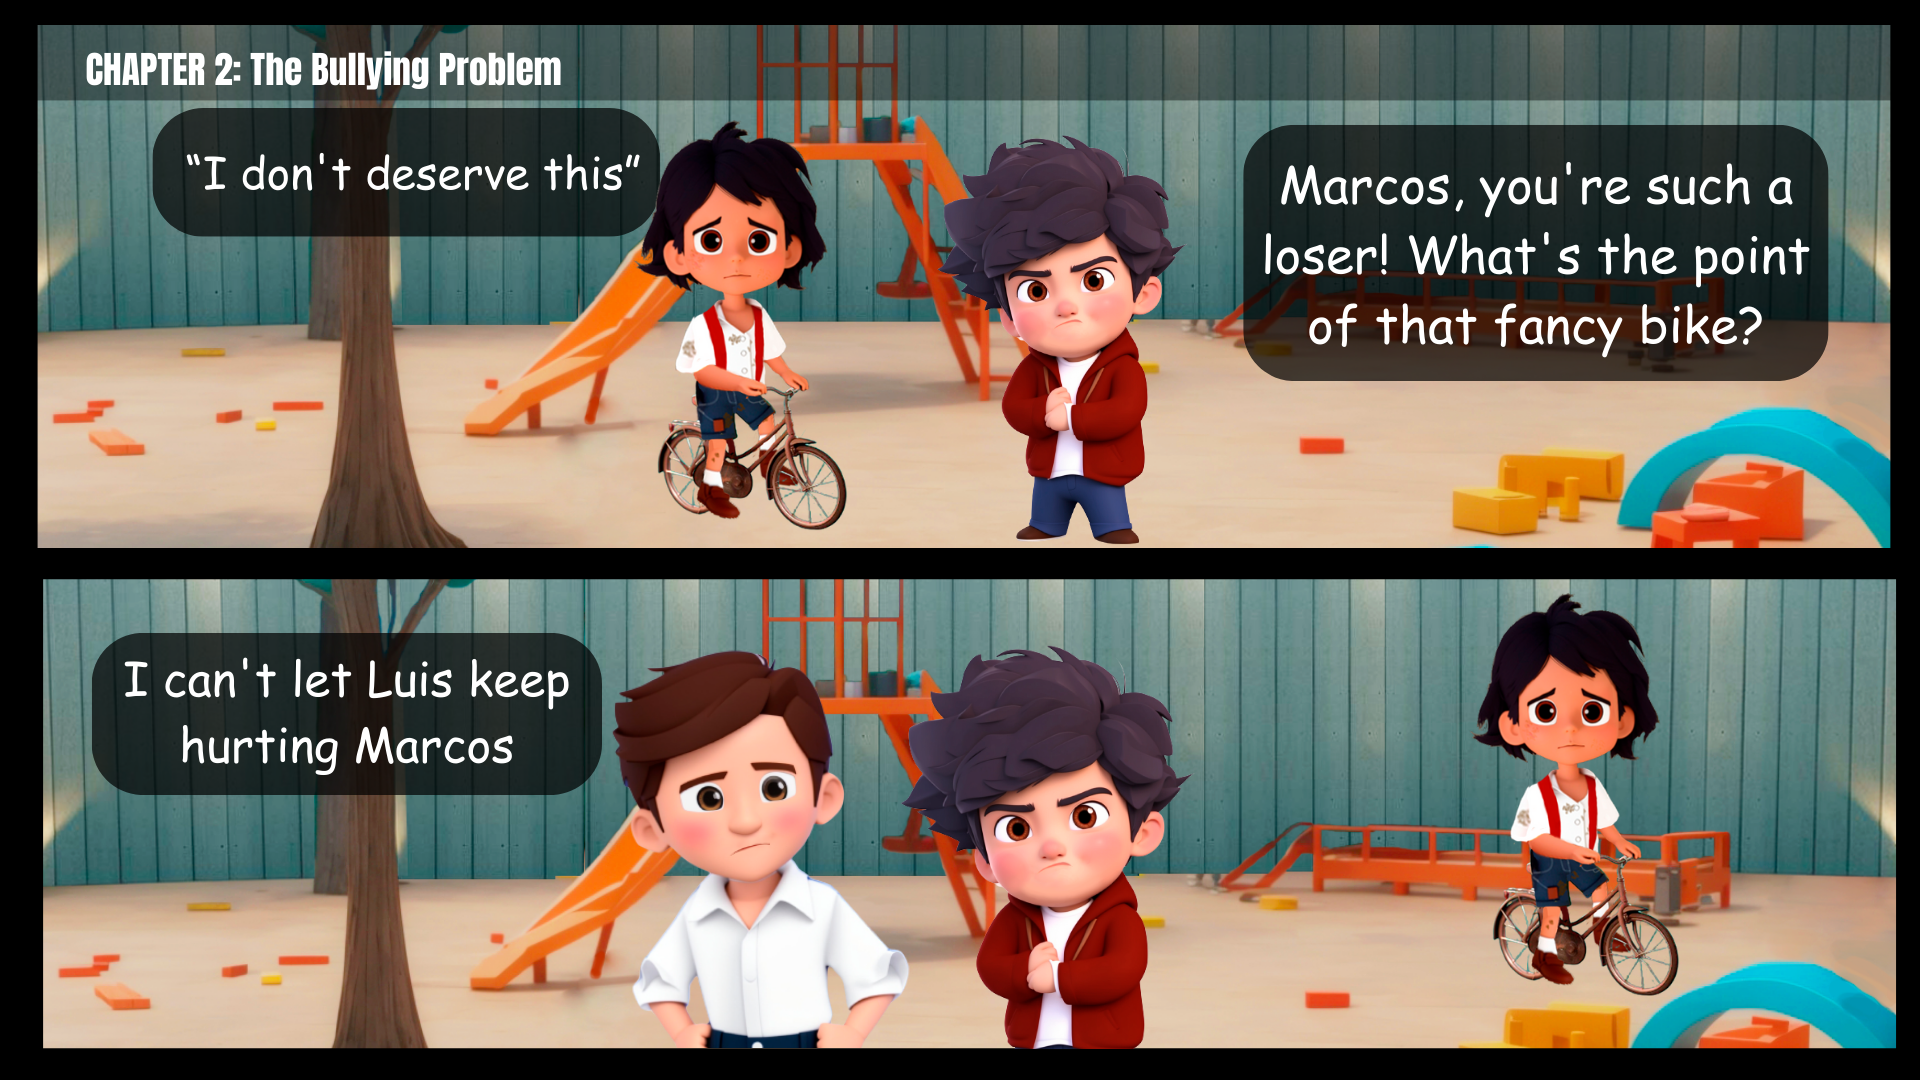 CHAPTER 2: The Bullying Problem
“I don't deserve this”
Marcos, you're such a
loser! What's the point
of that fancy bike?
I can't let Luis keep
hurting Marcos